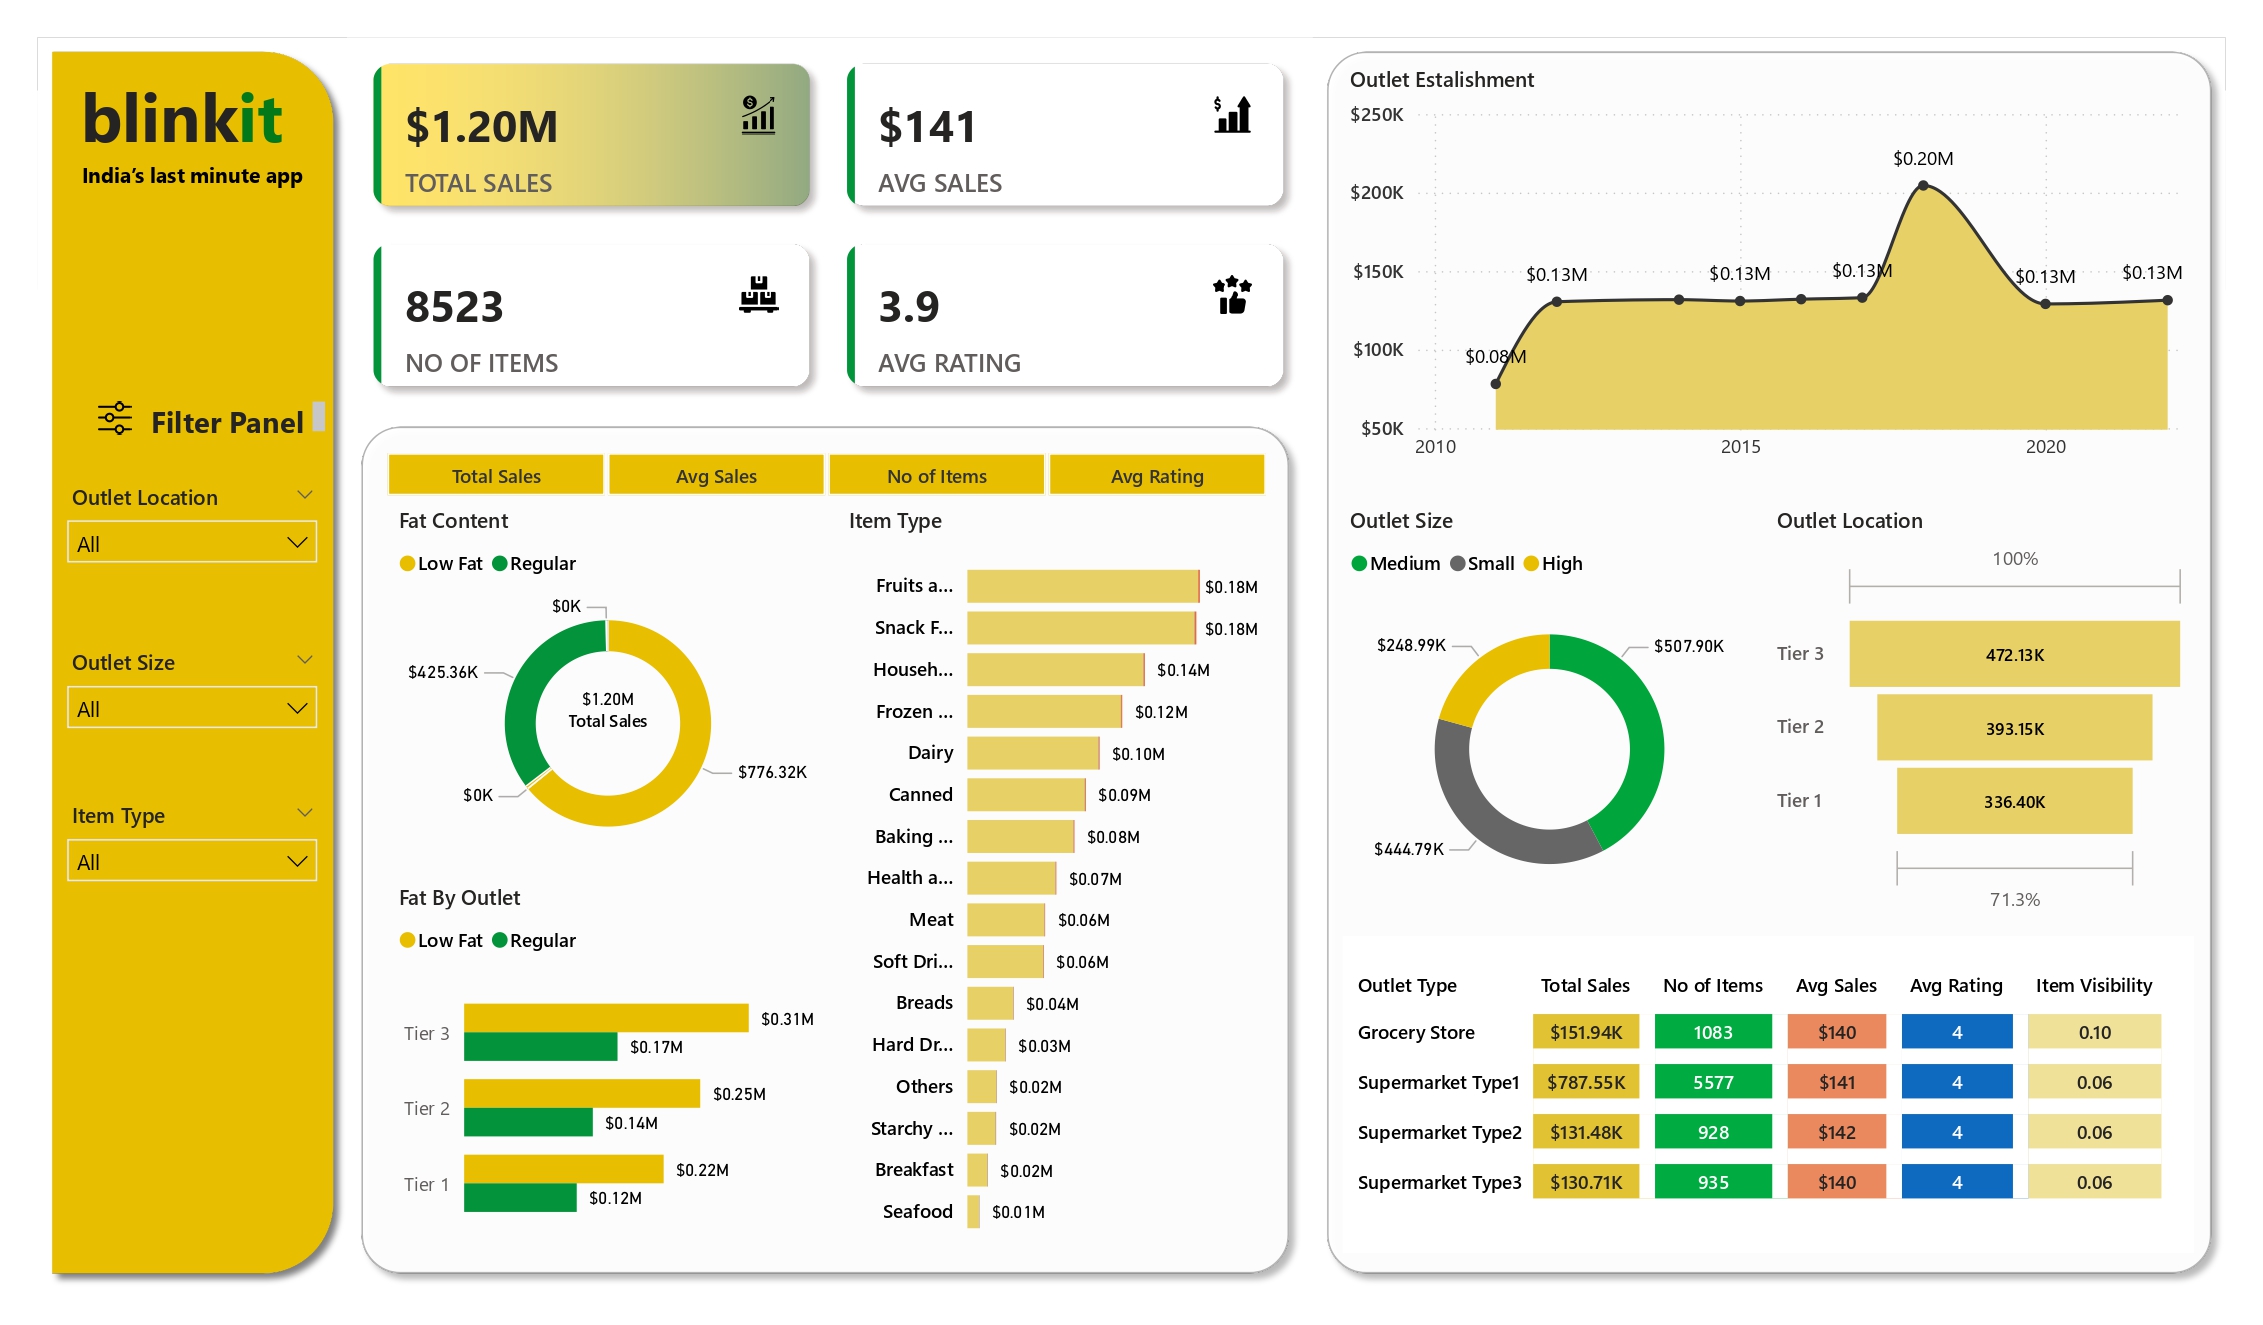 blinkit
India's last minute app
Filter Panel
Outlet Location
All
Outlet Size
All
Item Type
All
$1.20M
TOTAL SALES
$141
AVG SALES
8523
NO OF ITEMS
3.9
AVG RATING
Total Sales
Avg Sales
No of Items
Avg Rating
Fat Content
Low Fat Regular
$0K
$425.36K
$1.20M
Total Sales
$776.32K
$0K
Fat By Outlet
Low Fat Regular
Tier 3
$0.31M
$0.17M
Tier 2
$0.25M
$0.14M
Tier 1
$0.22M
$0.12M
Item Type
Fruits a... $0.18M
Snack F... $0.18M
Househ... $0.14M
Frozen ... $0.12M
Dairy $0.10M
Canned $0.09M
Baking ... $0.08M
Health a... $0.07M
Meat $0.06M
Soft Dri... $0.06M
Breads $0.04M
Hard Dr... $0.03M
Others $0.02M
Starchy ... $0.02M
Breakfast $0.02M
Seafood $0.01M
Outlet Estalishment
$250K
$200K
$150K
$100K
$50K
$0.08M
$0.13M
$0.13M
$0.13M
$0.20M
$0.13M
$0.13M
2010 2015 2020
Outlet Size
Medium Small High
$248.99K
$507.90K
$444.79K
Outlet Location
100%
Tier 3 472.13K
Tier 2 393.15K
Tier 1 336.40K
71.3%
Outlet Type Total Sales No of Items Avg Sales Avg Rating Item Visibility
Grocery Store $151.94K 1083 $140 4 0.10
Supermarket Type1 $787.55K 5577 $141 4 0.06
Supermarket Type2 $131.48K 928 $142 4 0.06
Supermarket Type3 $130.71K 935 $140 4 0.06